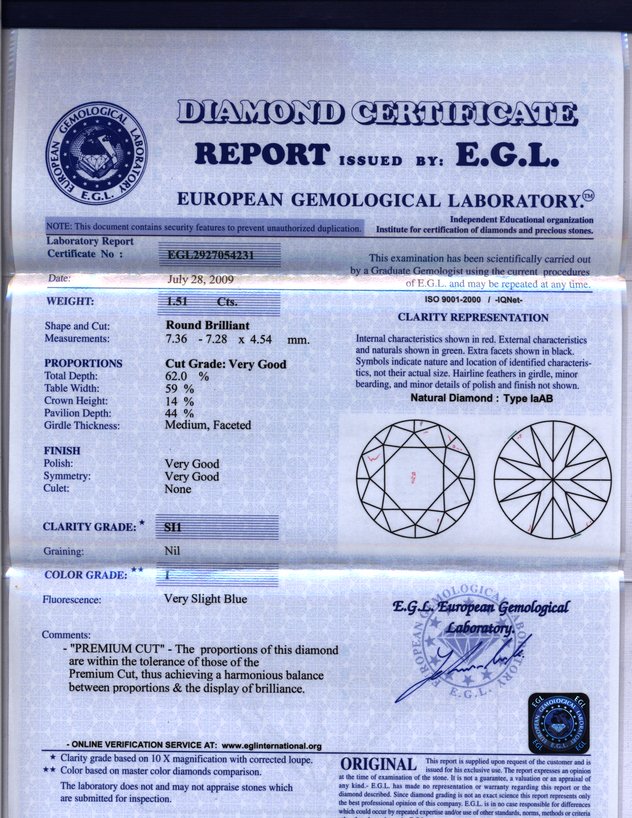 EUROPEAN GEMOLOGICAL LABORATORY
E.G.L.
DIAMOND CERTIFICATE
REPORT ISSUED BY: E.G.L.
EUROPEAN GEMOLOGICAL LABORATORY.™
NOTE: This document contains security features to prevent unauthorized duplication.
Independent Educational organization
Institute for certification of diamonds and precious stones.
Laboratory Report
Certificate No : EGL2927054231
Date: July 28, 2009
WEIGHT: 1.51 Cts.
Shape and Cut: Round Brilliant
Measurements: 7.36 - 7.28 x 4.54 mm.
PROPORTIONS Cut Grade: Very Good
Total Depth: 62.0 %
Table Width: 59 %
Crown Height: 14 %
Pavilion Depth: 44 %
Girdle Thickness: Medium, Faceted
FINISH
Polish: Very Good
Symmetry: Very Good
Culet: None
CLARITY GRADE: * SI1
Graining: Nil
COLOR GRADE: ** I
Fluorescence: Very Slight Blue
Comments:
- "PREMIUM CUT" - The proportions of this diamond
are within the tolerance of those of the
Premium Cut, thus achieving a harmonious balance
between proportions & the display of brilliance.
- ONLINE VERIFICATION SERVICE AT: www.eglinternational.org
* Clarity grade based on 10 X magnification with corrected loupe.
** Color based on master color diamonds comparison.
The laboratory does not and may not appraise stones which
are submitted for inspection.
This examination has been scientifically carried out
by a Graduate Gemologist using the current procedures
of E.G.L. and may be repeated at any time.
ISO 9001-2000 / -IQNet-
CLARITY REPRESENTATION
Internal characteristics shown in red. External characteristics
and naturals shown in green. Extra facets shown in black.
Symbols indicate nature and location of identified characteris-
tics, not their actual size. Hairline feathers in girdle, minor
bearding, and minor details of polish and finish not shown.
Natural Diamond : Type IaAB
E.G.L. European Gemological
Laboratory.
E.G.L.
EGL
EGL
E.G.L.
EGL
EGL
ORIGINAL This report is supplied upon request of the customer and is
issued for his exclusive use. The report expresses an opinion
at the time of examination of the stone. It is not a guarantee, a valuation or an appraisal of
any kind.- E.G.L. has made no representation or warranty regarding this report or the
diamond described. Since diamond grading is not an exact science this report represents only
the best professional opinion of this company. E.G.L. is in no case responsible for differences
which could occur by repeated expertise and/or use of other standards, norms, methods or criteria